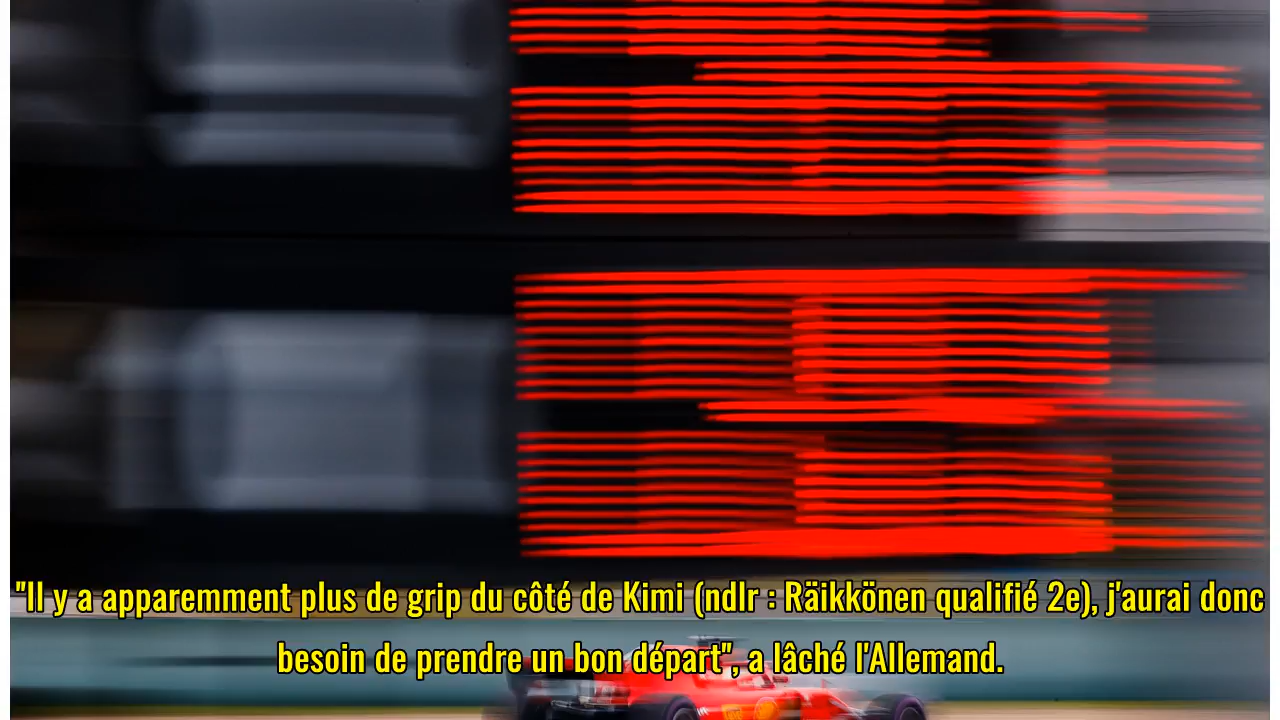 "Il y a apparemment plus de grip du côté de Kimi (ndlr : Räikkönen qualifié 2e), j'aurai donc
besoin de prendre un bon départ", a lâché l'Allemand.